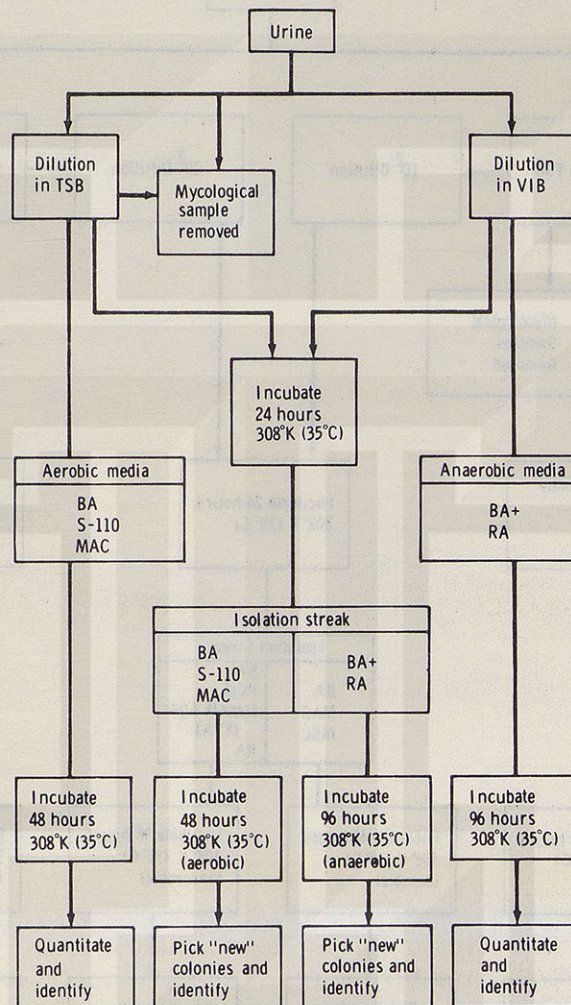 Urine
Dilution
in TSB
Mycological
sample
removed
Dilution
in VIB
Incubate
24 hours
308°K (35°C)
Aerobic media
BA
S-110
MAC
Anaerobic media
BA+
RA
Isolation streak
BA
S-110
MAC
BA+
RA
Incubate
48 hours
308°K (35°C)
Incubate
48 hours
308°K (35°C)
(aerobic)
Incubate
96 hours
308°K (35°C)
(anaerobic)
Incubate
96 hours
308°K (35°C)
Quantitate
and
identify
Pick "new"
colonies and
identify
Pick "new"
colonies and
identify
Quantitate
and
identify